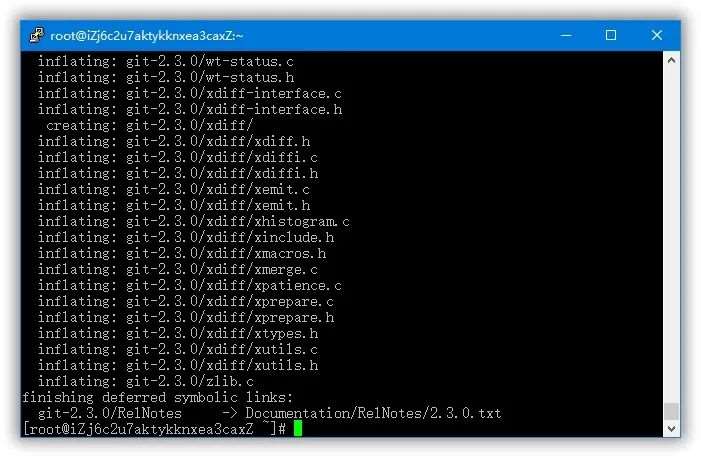 root@iZj6c2u7aktykknxea3caxZ:~
inflating: git-2.3.0/wt-status.c
inflating: git-2.3.0/wt-status.h
inflating: git-2.3.0/xdiff-interface.c
inflating: git-2.3.0/xdiff-interface.h
creating: git-2.3.0/xdiff/
inflating: git-2.3.0/xdiff/xdiff.h
inflating: git-2.3.0/xdiff/xdiffi.c
inflating: git-2.3.0/xdiff/xdiffi.h
inflating: git-2.3.0/xdiff/xemit.c
inflating: git-2.3.0/xdiff/xemit.h
inflating: git-2.3.0/xdiff/xhistogram.c
inflating: git-2.3.0/xdiff/xinclude.h
inflating: git-2.3.0/xdiff/xmacros.h
inflating: git-2.3.0/xdiff/xmerge.c
inflating: git-2.3.0/xdiff/xpatience.c
inflating: git-2.3.0/xdiff/xprepare.c
inflating: git-2.3.0/xdiff/xprepare.h
inflating: git-2.3.0/xdiff/xtypes.h
inflating: git-2.3.0/xdiff/xutils.c
inflating: git-2.3.0/xdiff/xutils.h
inflating: git-2.3.0/zlib.c
finishing deferred symbolic links:
git-2.3.0/RelNotes -> Documentation/RelNotes/2.3.0.txt
[root@iZj6c2u7aktykknxea3caxZ ~]#